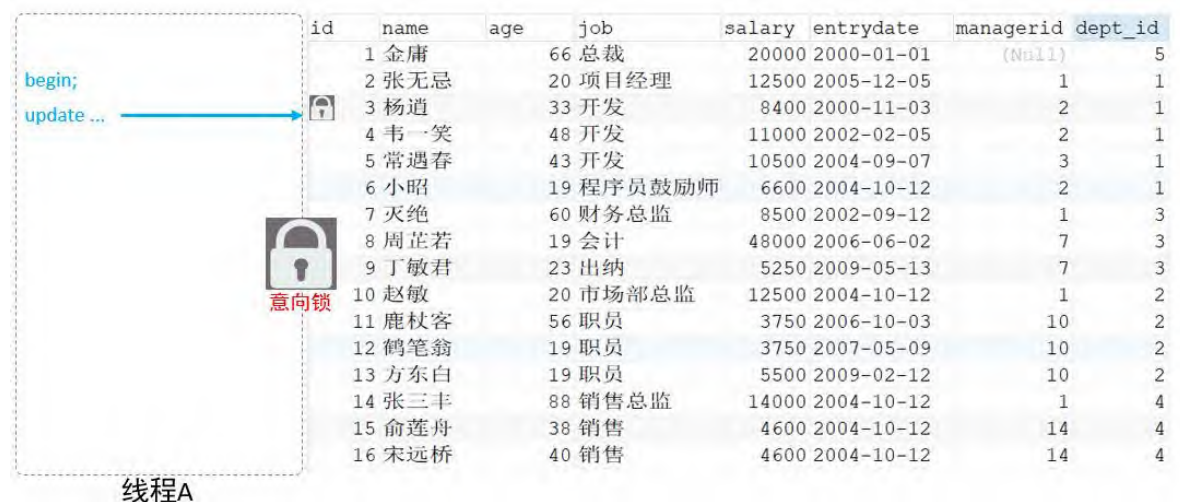 id name age job salary entrydate managerid dept_id
1 金庸 66 总裁 20000 2000-01-01 (Null) 5
begin;
2 张无忌 20 项目经理 12500 2005-12-05 1 1
update ...
3 杨逍 33 开发 8400 2000-11-03 2 1
4 韦一笑 48 开发 11000 2002-02-05 2 1
5 常遇春 43 开发 10500 2004-09-07 3 1
6 小昭 19 程序员鼓励师 6600 2004-10-12 2 1
7 灭绝 60 财务总监 8500 2002-09-12 1 3
8 周芷若 19 会计 48000 2006-06-02 7 3
9 丁敏君 23 出纳 5250 2009-05-13 7 3
意向锁
10 赵敏 20 市场部总监 12500 2004-10-12 1 2
11 鹿杖客 56 职员 3750 2006-10-03 10 2
12 鹤笔翁 19 职员 3750 2007-05-09 10 2
13 方东白 19 职员 5500 2009-02-12 10 2
14 张三丰 88 销售总监 14000 2004-10-12 1 4
15 俞莲舟 38 销售 4600 2004-10-12 14 4
16 宋远桥 40 销售 4600 2004-10-12 14 4
线程A